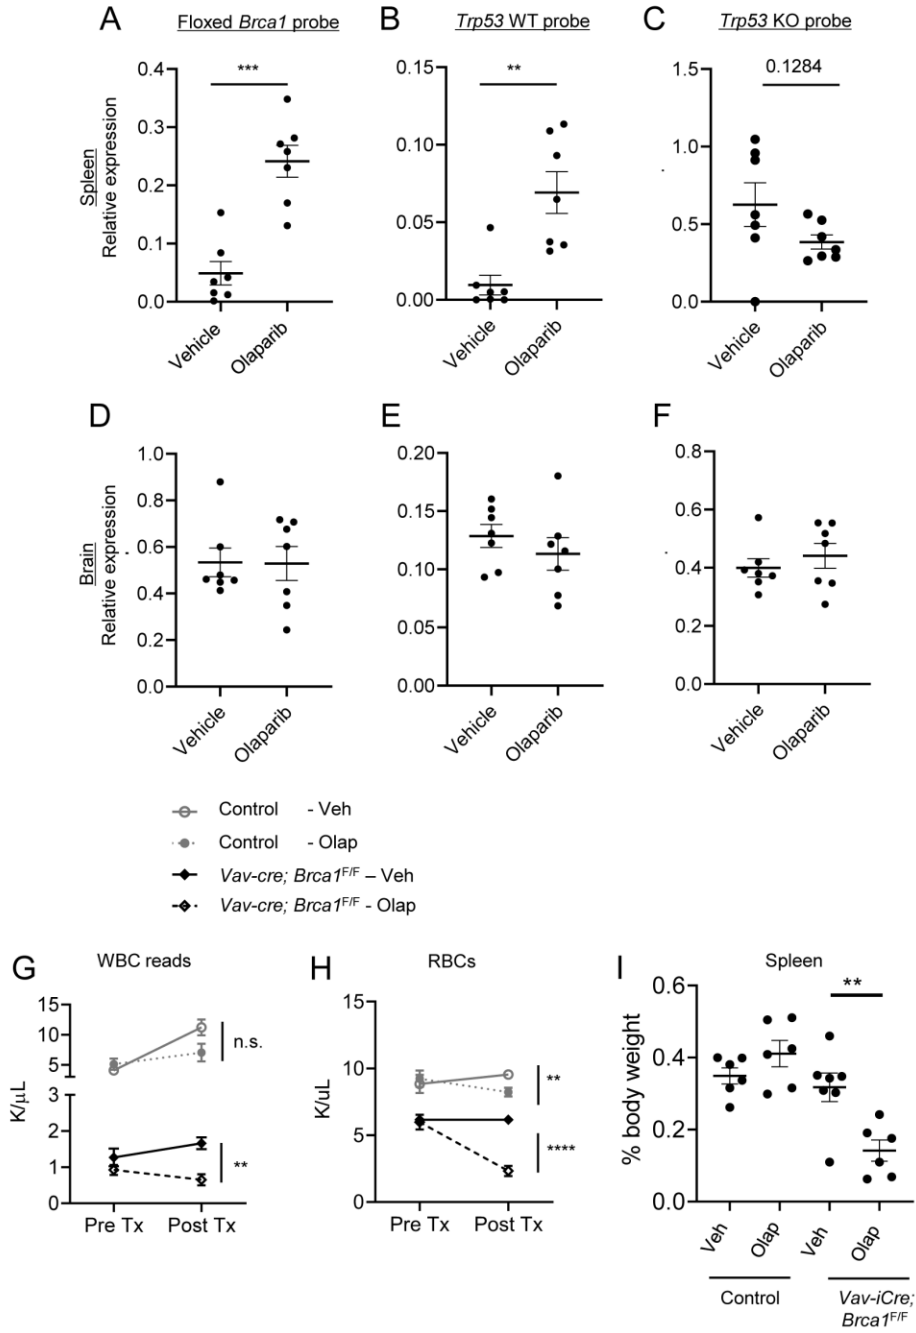 A Floxed Brca1 probe
B Trp53 WT probe
C Trp53 KO probe
Spleen
Relative expression
0.4
0.3
0.2
0.1
0.0
***
Vehicle
Olaparib
0.15
0.10
0.05
0.00
**
Vehicle
Olaparib
1.5
1.0
0.5
0.0
0.1284
Vehicle
Olaparib
D
E
F
Brain
Relative expression
1.0
0.8
0.6
0.4
0.2
0.0
Vehicle
Olaparib
0.20
0.15
0.10
0.05
0.00
Vehicle
Olaparib
0.8
0.6
0.4
0.2
0.0
Vehicle
Olaparib
Control - Veh
Control - Olap
Vav-cre; Brca1F/F – Veh
Vav-cre; Brca1F/F - Olap
G WBC reads
K/μL
15
10
5
3
2
1
0
n.s.
**
Pre Tx Post Tx
H RBCs
K/uL
15
10
5
0
**
****
Pre Tx Post Tx
I Spleen
% body weight
0.6
0.4
0.2
0.0
**
Veh
Olap
Veh
Olap
Control
Vav-iCre;
Brca1F/F